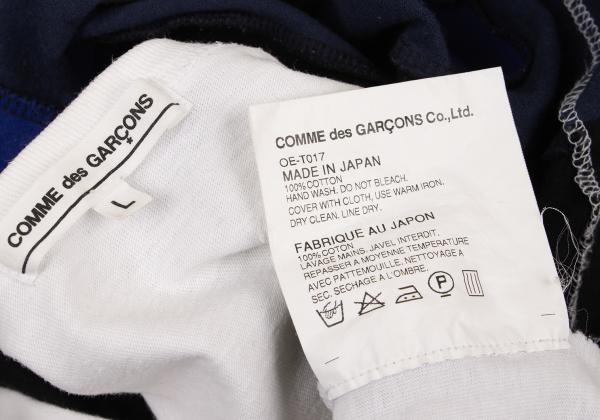 COMME des GARÇONS
L
COMME des GARÇONS Co.,Ltd.
OE-T017
MADE IN JAPAN
100% COTTON
HAND WASH. DO NOT BLEACH.
COVER WITH CLOTH, USE WARM IRON.
DRY CLEAN. LINE DRY.
FABRIQUE AU JAPON
100% COTON
LAVAGE MAINS. JAVEL INTERDIT.
REPASSER A MOYENNE TEMPERATURE
AVEC PATTEMOUILLE. NETTOYAGE A
SEC. SECHAGE A L'OMBRE.
P